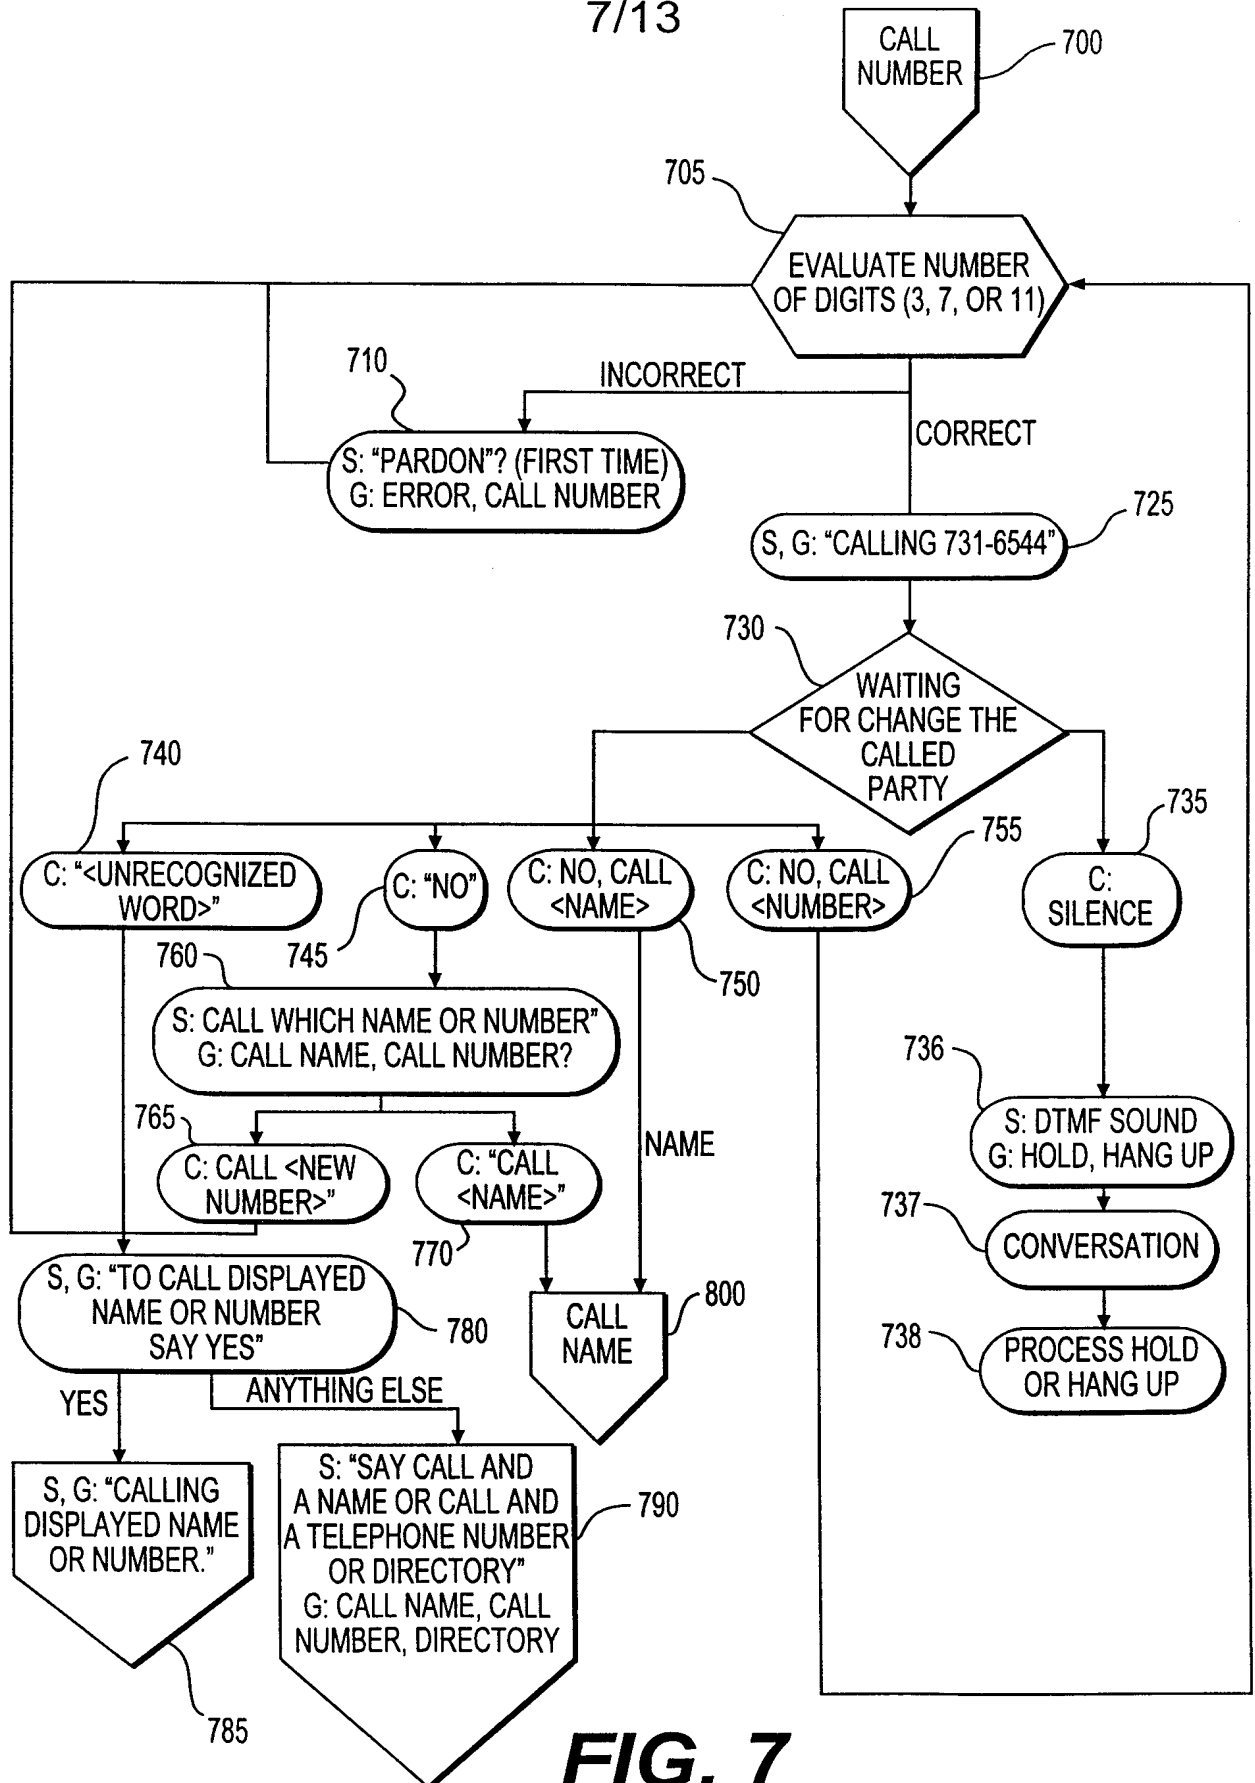 7/13
CALL
NUMBER
700
705
EVALUATE NUMBER
OF DIGITS (3, 7, OR 11)
710
INCORRECT
CORRECT
S: “PARDON”? (FIRST TIME)
G: ERROR, CALL NUMBER
725
S, G: “CALLING 731-6544”
730
WAITING
FOR CHANGE THE
CALLED
PARTY
740
735
755
C: “<UNRECOGNIZED
WORD>”
C: “NO”
C: NO, CALL
<NAME>
C: NO, CALL
<NUMBER>
C:
SILENCE
745
750
760
S: CALL WHICH NAME OR NUMBER”
G: CALL NAME, CALL NUMBER?
736
S: DTMF SOUND
G: HOLD, HANG UP
765
NAME
C: CALL <NEW
NUMBER>”
C: “CALL
<NAME>”
770
737
CONVERSATION
S, G: “TO CALL DISPLAYED
NAME OR NUMBER
SAY YES”
780
CALL
NAME
800
738
PROCESS HOLD
OR HANG UP
YES
ANYTHING ELSE
S, G: “CALLING
DISPLAYED NAME
OR NUMBER.”
785
S: “SAY CALL AND
A NAME OR CALL AND
A TELEPHONE NUMBER
OR DIRECTORY”
G: CALL NAME, CALL
NUMBER, DIRECTORY
790
FIG. 7